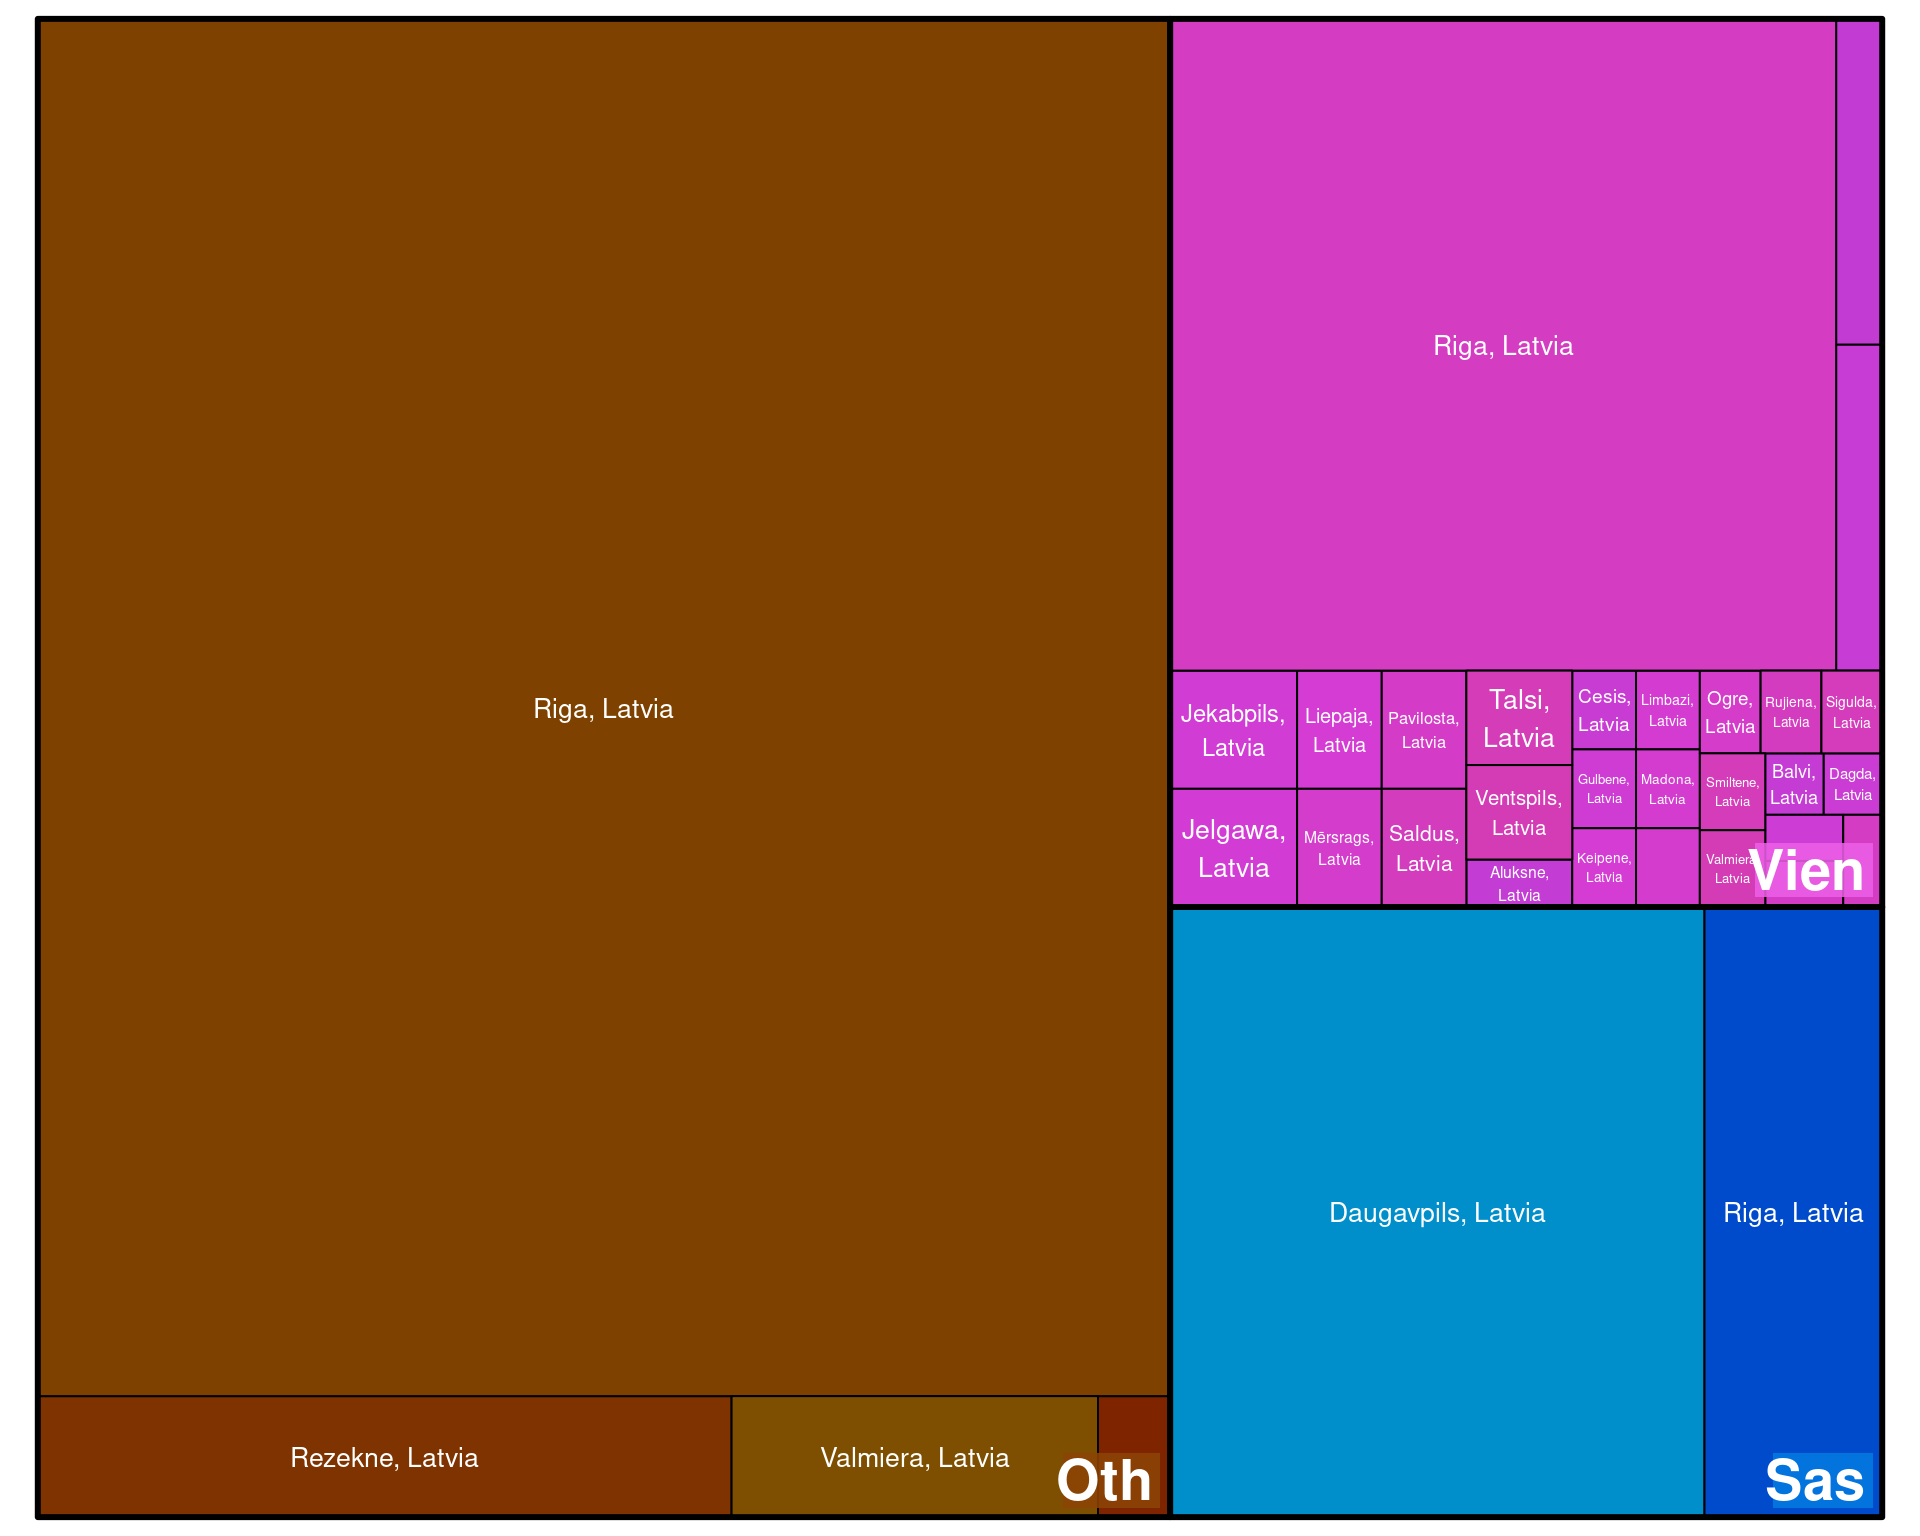 Riga, Latvia
Rezekne, Latvia
Valmiera, Latvia
Oth
Riga, Latvia
Jekabpils,
Latvia
Jelgawa,
Latvia
Liepaja,
Latvia
Mērsrags,
Latvia
Pavilosta,
Latvia
Saldus,
Latvia
Talsi,
Latvia
Ventspils,
Latvia
Aluksne,
Latvia
Cesis,
Latvia
Gulbene,
Latvia
Keipene,
Latvia
Limbazi,
Latvia
Madona,
Latvia
Ogre,
Latvia
Rujiena,
Latvia
Sigulda,
Latvia
Smiltene,
Latvia
Valmiera
Latvia
Balvi,
Latvia
Dagda,
Latvia
Vien
Daugavpils, Latvia
Riga, Latvia
Sas